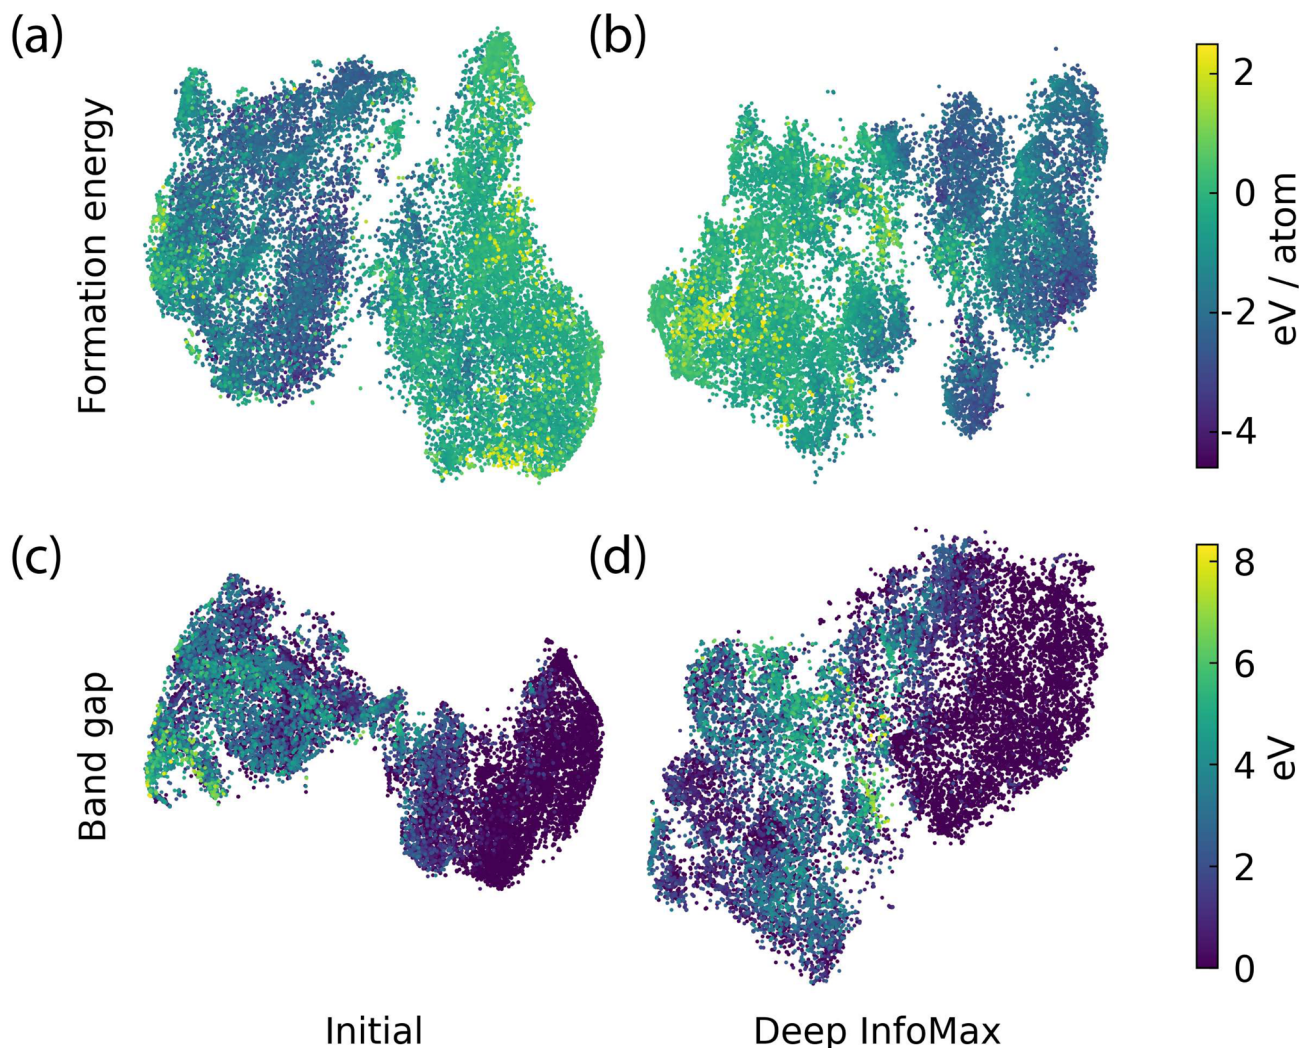 (a)
(b)
Formation energy
2
0
-2
-4
eV / atom
(c)
(d)
Band gap
8
6
4
2
0
eV
Initial
Deep InfoMax